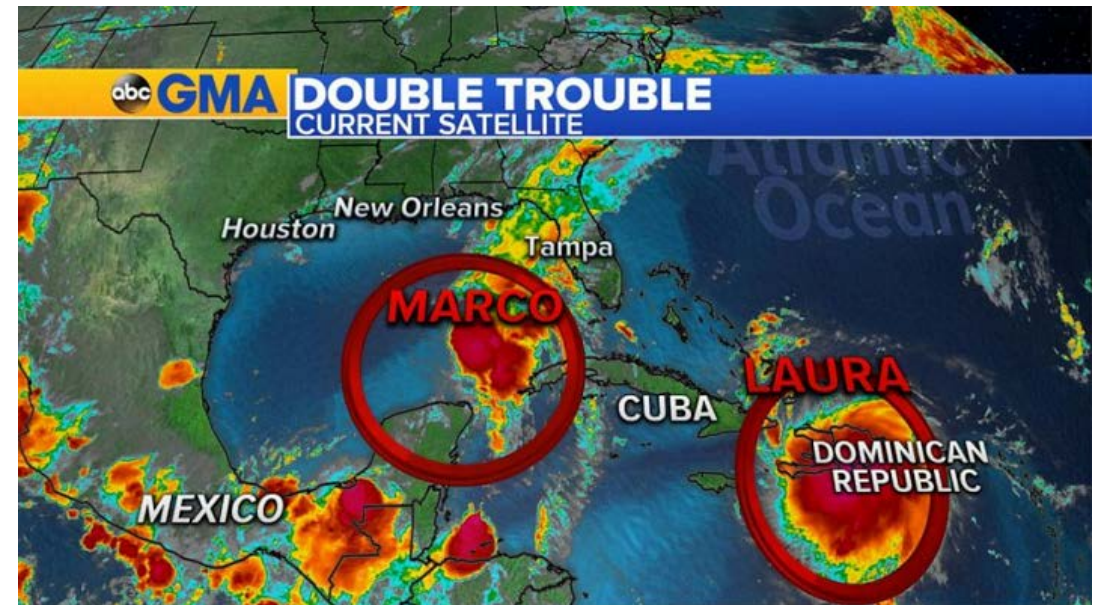 abc GMA DOUBLE TROUBLE
CURRENT SATELLITE
Atlantic
Ocean
New Orleans
Houston
Tampa
MARCO
LAURA
CUBA
DOMINICAN
REPUBLIC
MEXICO